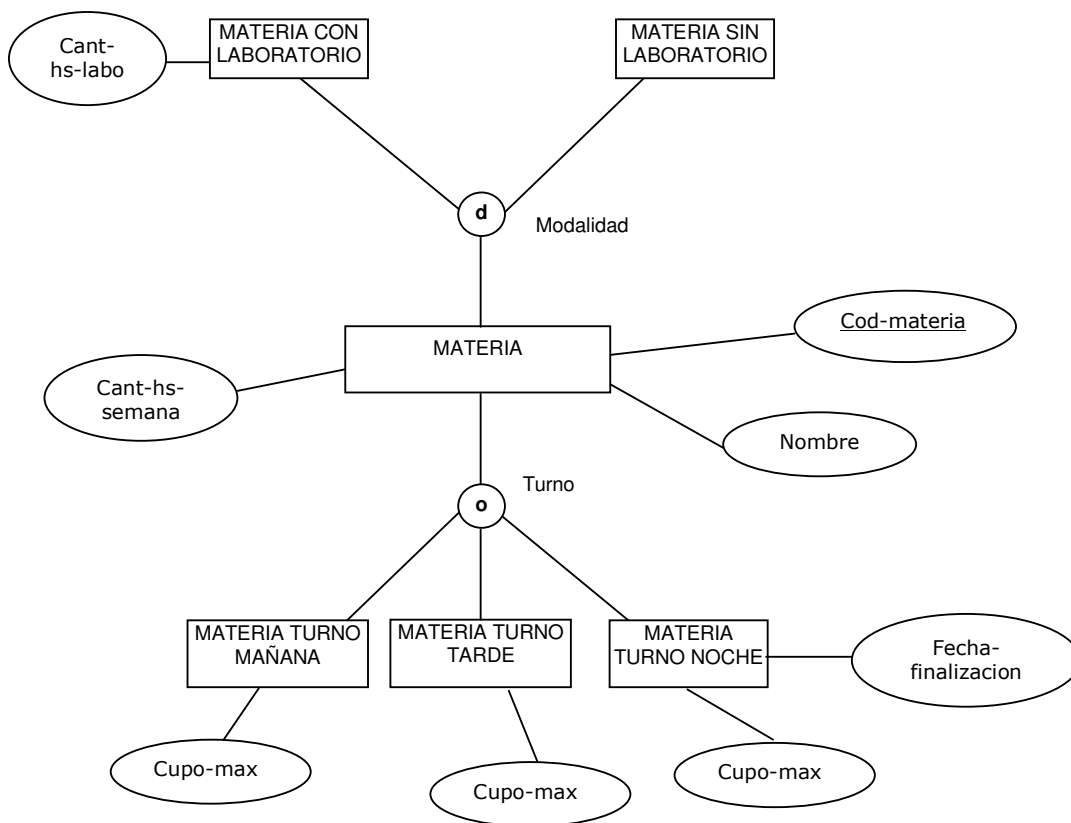 Cant-
hs-labo
MATERIA CON
LABORATORIO
MATERIA SIN
LABORATORIO
d
Modalidad
Cod-materia
MATERIA
Cant-hs-
semana
Nombre
Turno
o
MATERIA TURNO
MAÑANA
MATERIA TURNO
TARDE
MATERIA
TURNO NOCHE
Fecha-
finalizacion
Cupo-max
Cupo-max
Cupo-max